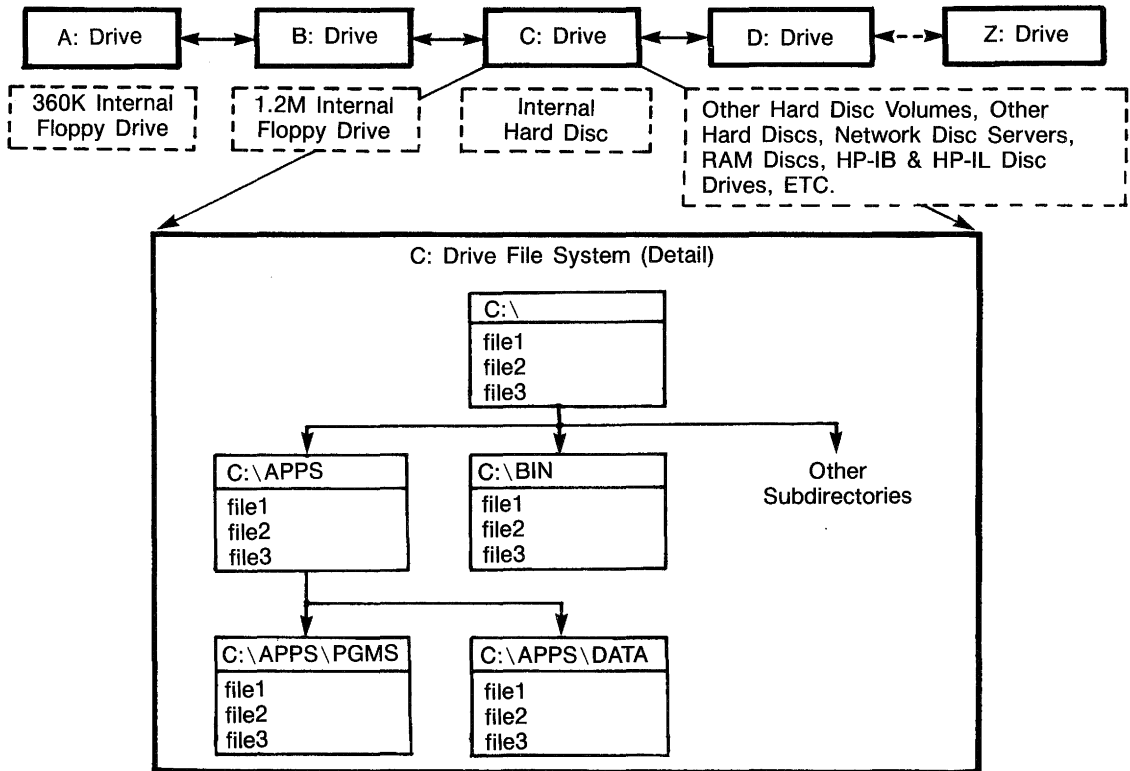 A: Drive
B: Drive
C: Drive
D: Drive
Z: Drive
360K Internal
Floppy Drive
1.2M Internal
Floppy Drive
Internal
Hard Disc
Other Hard Disc Volumes, Other
Hard Discs, Network Disc Servers,
RAM Discs, HP-IB & HP-IL Disc
Drives, ETC.
C: Drive File System (Detail)
C:\
file1
file2
file3
C:\APPS
file1
file2
file3
C:\BIN
file1
file2
file3
Other
Subdirectories
C:\APPS\PGMS
file1
file2
file3
C:\APPS\DATA
file1
file2
file3